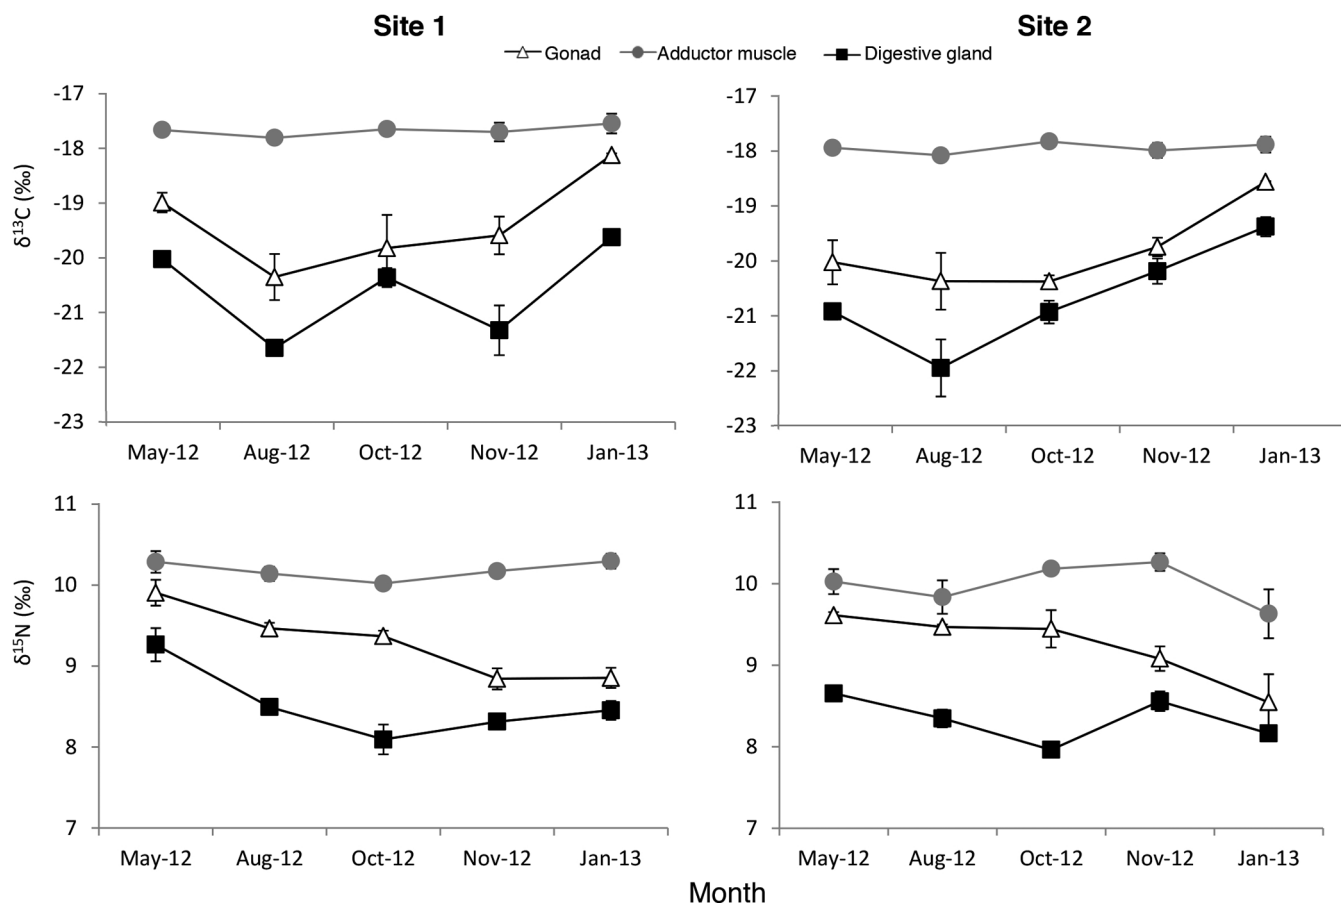 Site 1
Site 2
Gonad Adductor muscle Digestive gland
δ13C (‰)
-17
-18
-19
-20
-21
-22
-23
May-12 Aug-12 Oct-12 Nov-12 Jan-13
-17
-18
-19
-20
-21
-22
-23
May-12 Aug-12 Oct-12 Nov-12 Jan-13
δ15N (‰)
11
10
9
8
7
May-12 Aug-12 Oct-12 Nov-12 Jan-13
11
10
9
8
7
May-12 Aug-12 Oct-12 Nov-12 Jan-13
Month